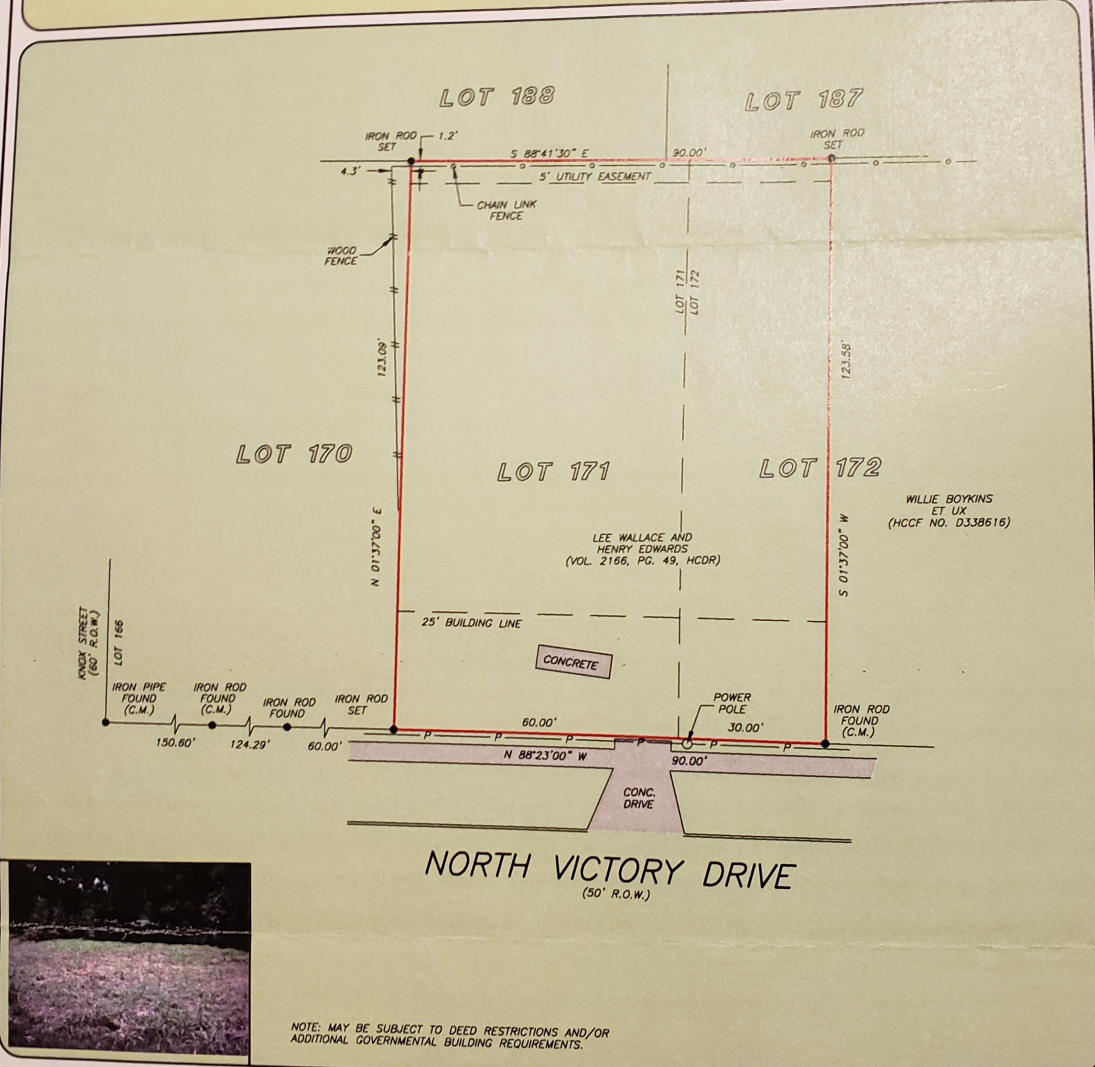 LOT 188
LOT 187
IRON ROD
SET
1.2'
IRON ROD
SET
S 88°41'30" E
90.00'
4.3'
5' UTILITY EASEMENT
CHAIN LINK
FENCE
WOOD
FENCE
LOT 171
LOT 172
123.09'
123.58'
LOT 170
LOT 171
LOT 172
WILLIE BOYKINS
ET UX
(HCCF NO. D338616)
N 01°37'00" E
S 01°37'00" W
LEE WALLACE AND
HENRY EDWARDS
(VOL. 2166, PG. 49, HCDR)
25' BUILDING LINE
KNOX STREET
(60' R.O.W.)
LOT 166
CONCRETE
IRON PIPE
FOUND
(C.M.)
IRON ROD
FOUND
(C.M.)
IRON ROD
FOUND
IRON ROD
SET
POWER
POLE
IRON ROD
FOUND
(C.M.)
60.00'
30.00'
150.60'
124.29'
60.00'
P P P P P
N 88°23'00" W
90.00'
CONC.
DRIVE
NORTH VICTORY DRIVE
(50' R.O.W.)
NOTE: MAY BE SUBJECT TO DEED RESTRICTIONS AND/OR
ADDITIONAL GOVERNMENTAL BUILDING REQUIREMENTS.